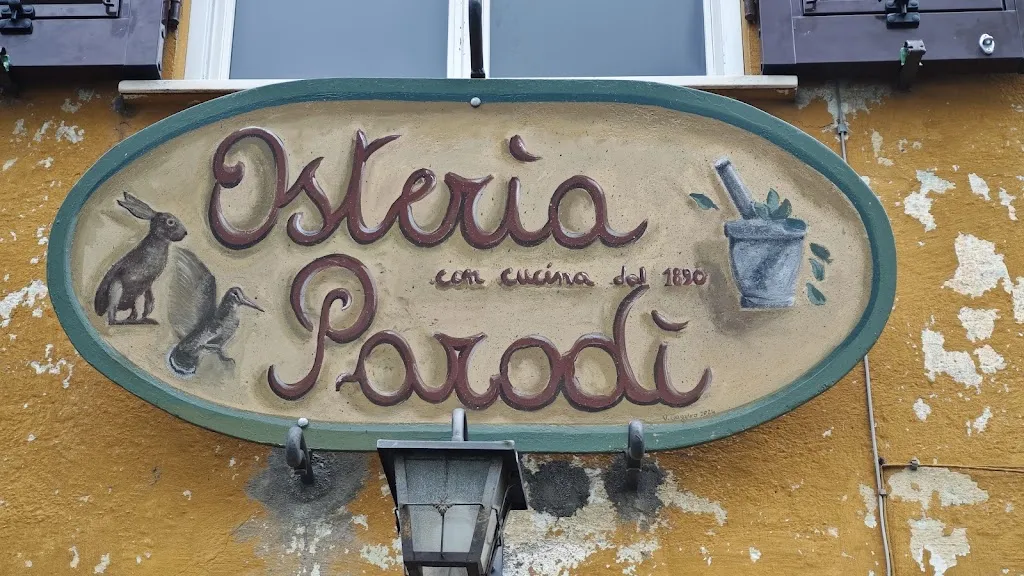 Osteria
con cucina dal 1890
Parodi